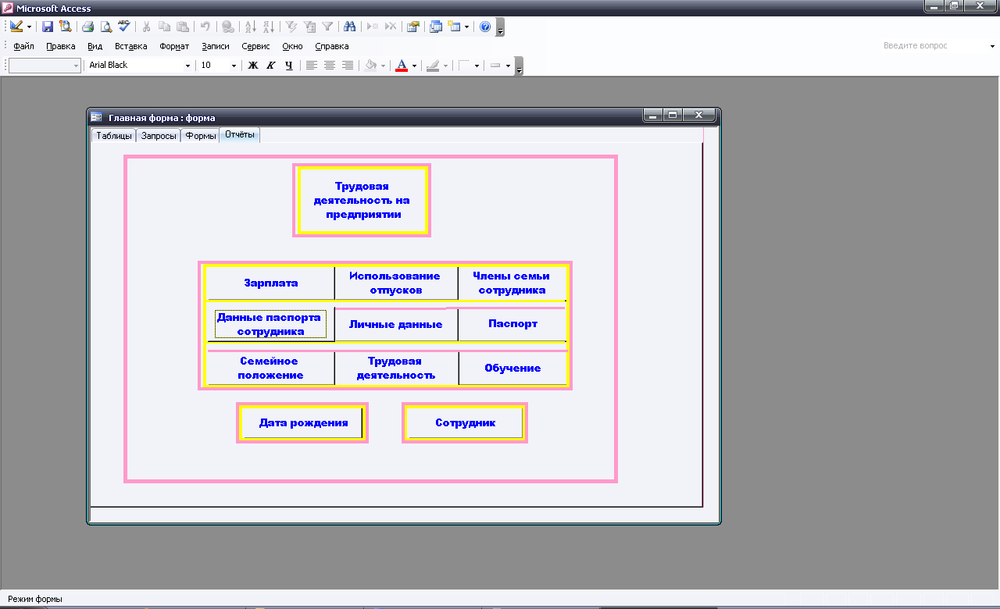 Microsoft Access
ABC
Файл Правка Вид Вставка Формат Записи Сервис Окно Справка Введите вопрос
Arial Black 10 Ж К Ч А
Главная форма : форма
Таблицы Запросы Формы Отчёты
Трудовая
деятельность на
предприятии
Зарплата
Использование
отпусков
Члены семьи
сотрудника
Данные паспорта
сотрудника
Личные данные
Паспорт
Семейное
положение
Трудовая
деятельность
Обучение
Дата рождения
Сотрудник
Режим формы